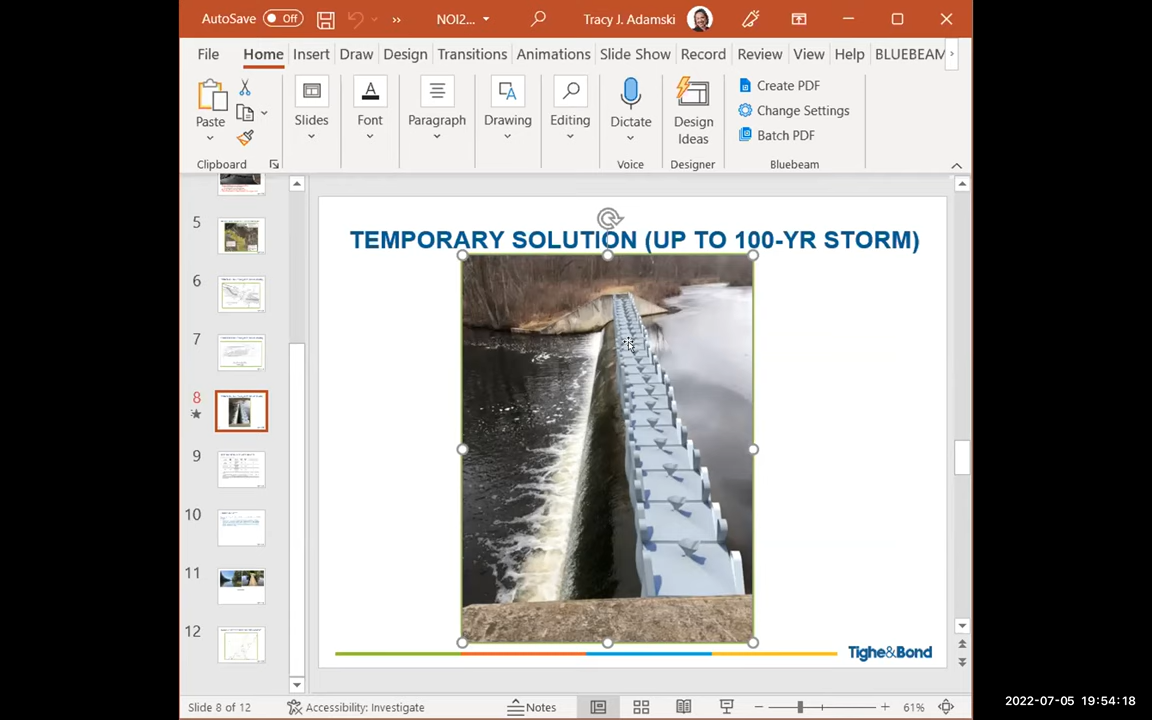 AutoSave Off NOI2... Tracy J. Adamski
File Home Insert Draw Design Transitions Animations Slide Show Record Review View Help BLUEBEAM
Paste Slides Font Paragraph Drawing Editing Dictate Design Ideas
Create PDF
Change Settings
Batch PDF
Clipboard Voice Designer Bluebeam
5
6
7
8
9
10
11
12
TEMPORARY SOLUTION (UP TO 100-YR STORM)
Tighe&Bond
Slide 8 of 12 Accessibility: Investigate Notes 61%
2022-07-05 19:54:18